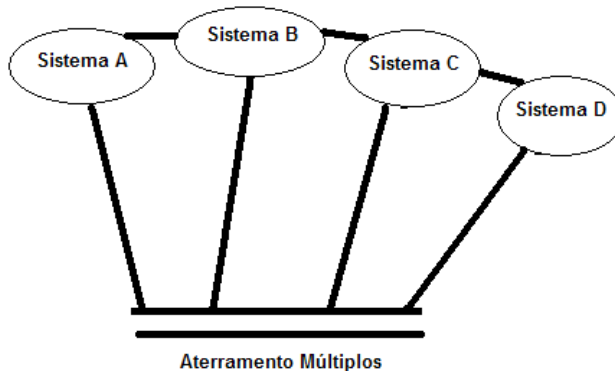 Sistema A
Sistema B
Sistema C
Sistema D
Aterramento Múltiplos